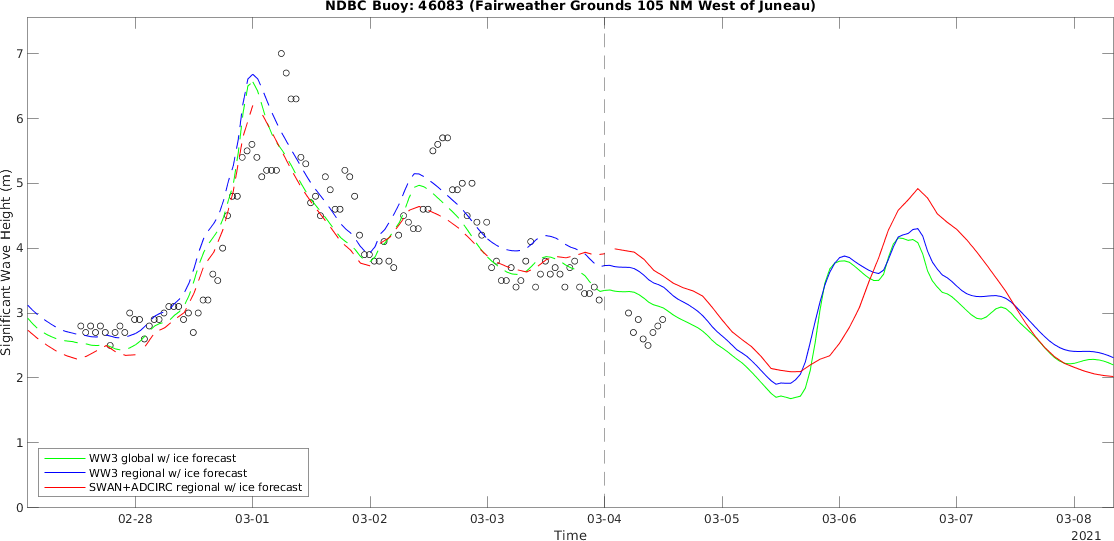 NDBC Buoy: 46083 (Fairweather Grounds 105 NM West of Juneau)
Significant Wave Height (m)
7
6
5
4
3
2
1
0
WW3 global w/ ice forecast
WW3 regional w/ ice forecast
SWAN+ADCIRC regional w/ ice forecast
02-28 03-01 03-02 03-03 03-04 03-05 03-06 03-07 03-08
Time
2021